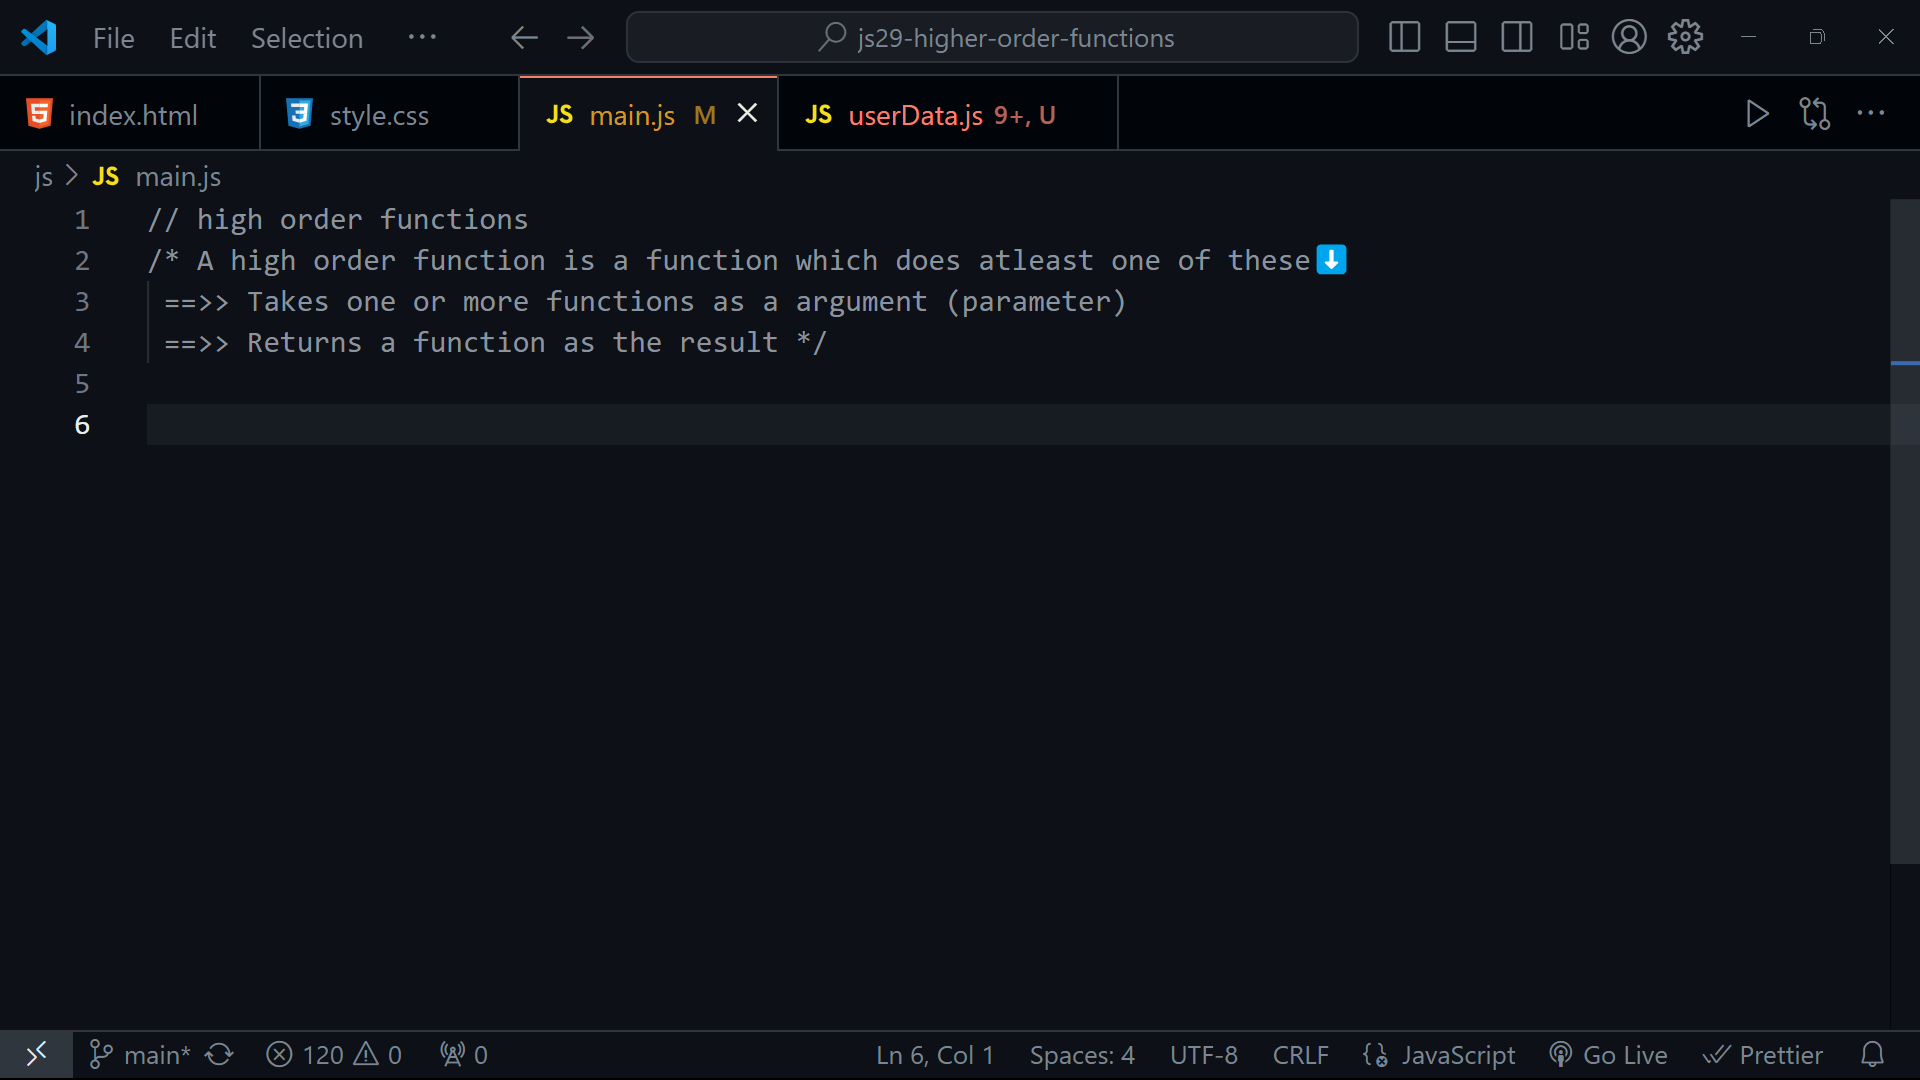 File Edit Selection ··· js29-higher-order-functions
index.html style.css JS main.js M JS userData.js 9+, U
js > JS main.js
1 // high order functions
2 /* A high order function is a function which does atleast one of these⬇️
3 ==>> Takes one or more functions as a argument (parameter)
4 ==>> Returns a function as the result */
5
6
main* 120 0 0 Ln 6, Col 1 Spaces: 4 UTF-8 CRLF JavaScript Go Live Prettier